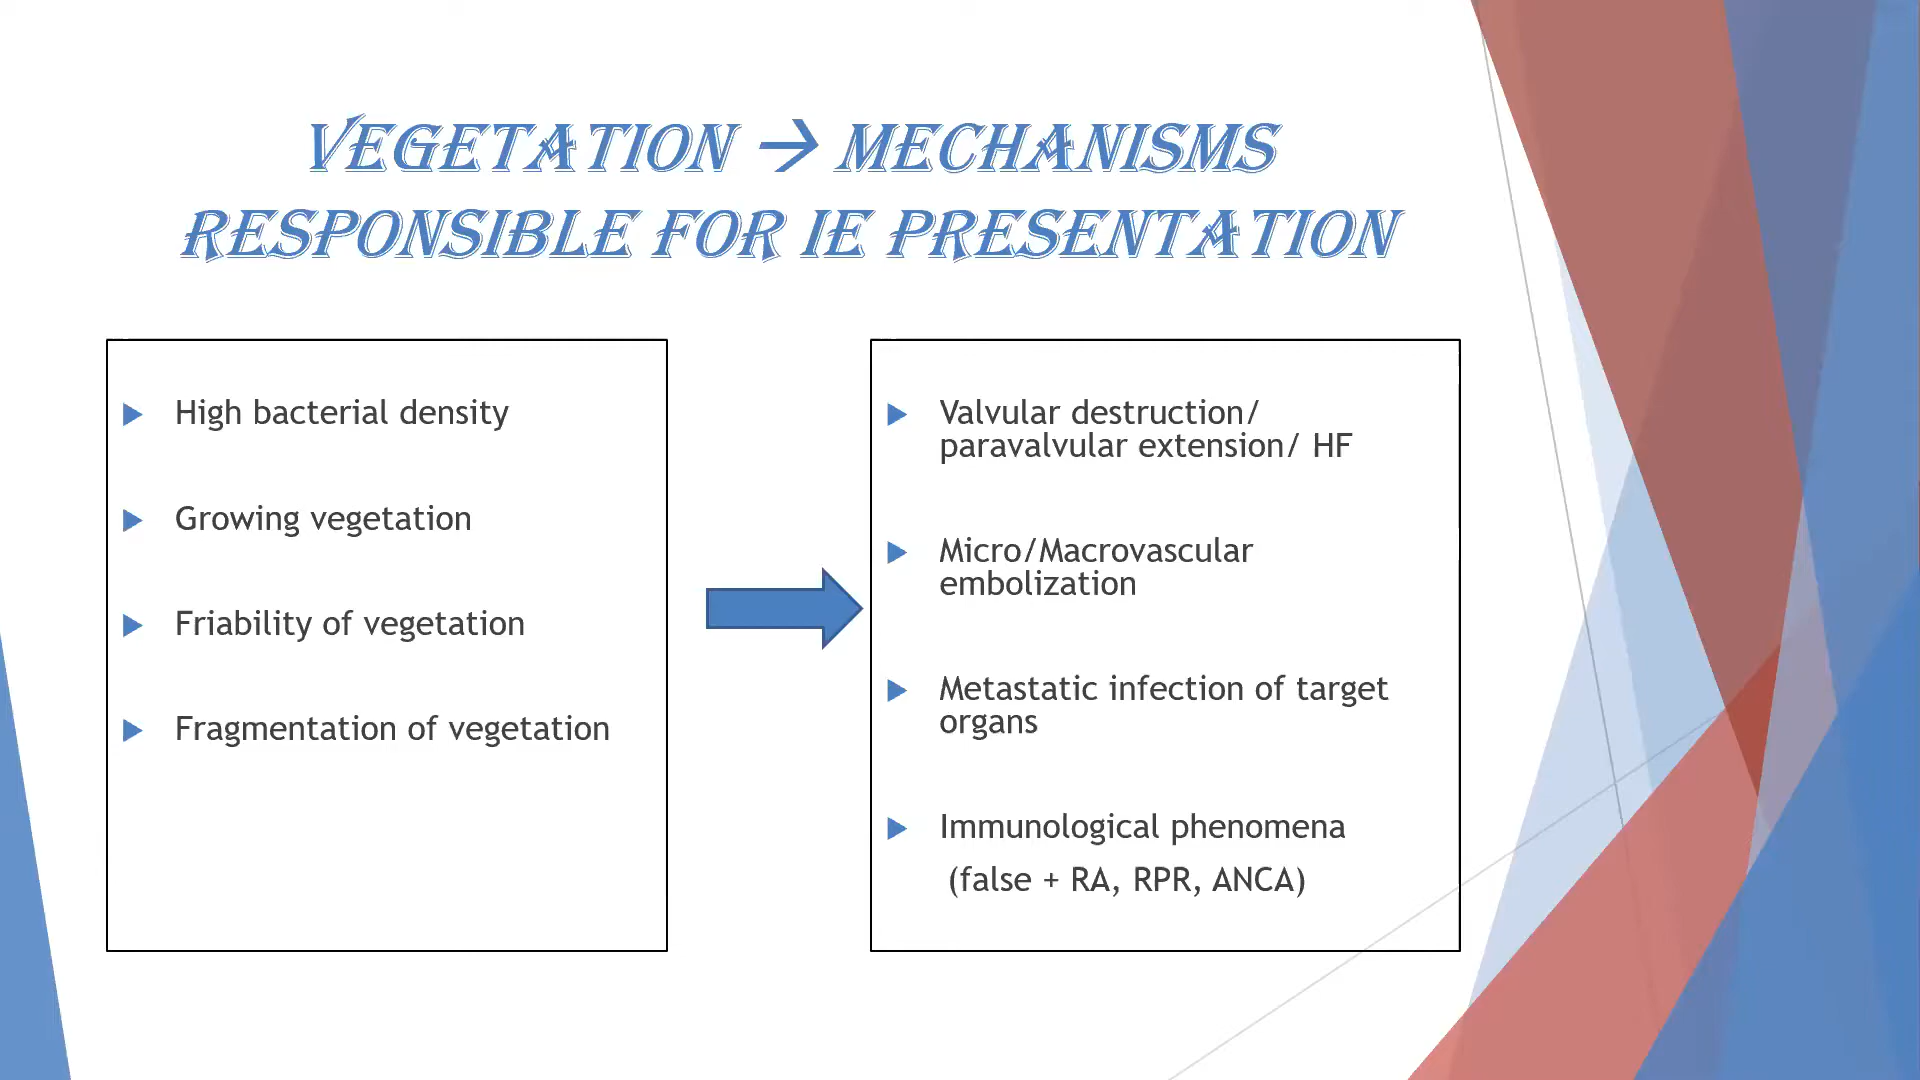 VEGETATION → MECHANISMS
RESPONSIBLE FOR IE PRESENTATION
High bacterial density
Growing vegetation
Friability of vegetation
Fragmentation of vegetation
Valvular destruction/
paravalvular extension/ HF
Micro/Macrovascular
embolization
Metastatic infection of target
organs
Immunological phenomena
(false + RA, RPR, ANCA)